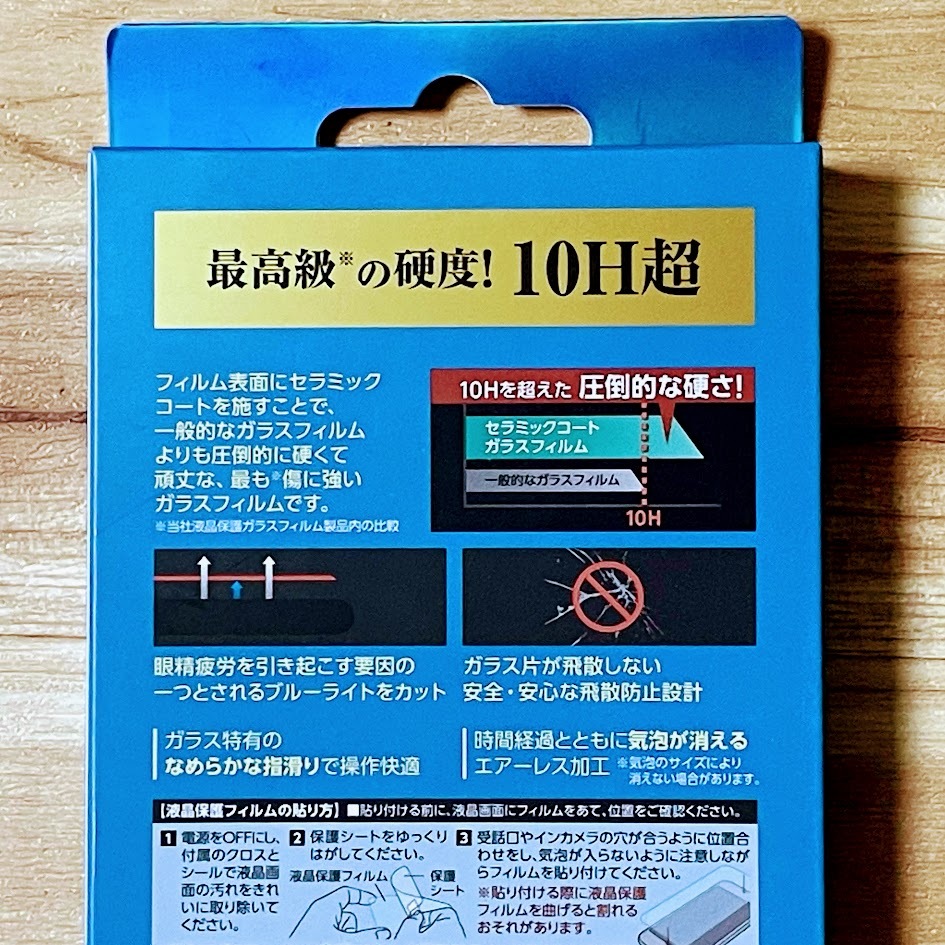 最高級※の硬度! 10H超
フィルム表面にセラミック
コートを施すことで、
一般的なガラスフィルム
よりも圧倒的に硬くて
頑丈な、最も※傷に強い
ガラスフィルムです。
※当社液晶保護ガラスフィルム製品内の比較
10Hを超えた 圧倒的な硬さ!
セラミックコート
ガラスフィルム
一般的なガラスフィルム
10H
眼精疲労を引き起こす要因の
一つとされるブルーライトをカット
ガラス片が飛散しない
安全・安心な飛散防止設計
ガラス特有の
なめらかな指滑りで操作快適
時間経過とともに気泡が消える
エアーレス加工 ※気泡のサイズにより
消えない場合があります。
【液晶保護フィルムの貼り方】 ■貼り付ける前に、液晶画面にフィルムをあて、位置をご確認ください。
1 電源をOFFにし、
付属のクロスと
シールで液晶画
面の汚れをきれ
いに取り除いて
ください。
2 保護シートをゆっくり
はがしてください。
液晶保護フィルム
保護
シート
3 受話口やインカメラの穴が合うように位置合
わせをし、気泡が入らないように注意しなが
らフィルムを貼り付けてください。
※貼り付ける際に液晶保護
フィルムを曲げると割れる
おそれがあります。